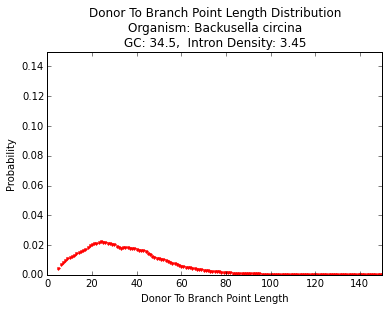 Donor To Branch Point Length Distribution
Organism: Backusella circina
GC: 34.5,  Intron Density: 3.45
0.14
0.12
0.10
0.08
0.06
0.04
0.02
0.00
Probability
0 20 40 60 80 100 120 140
Donor To Branch Point Length